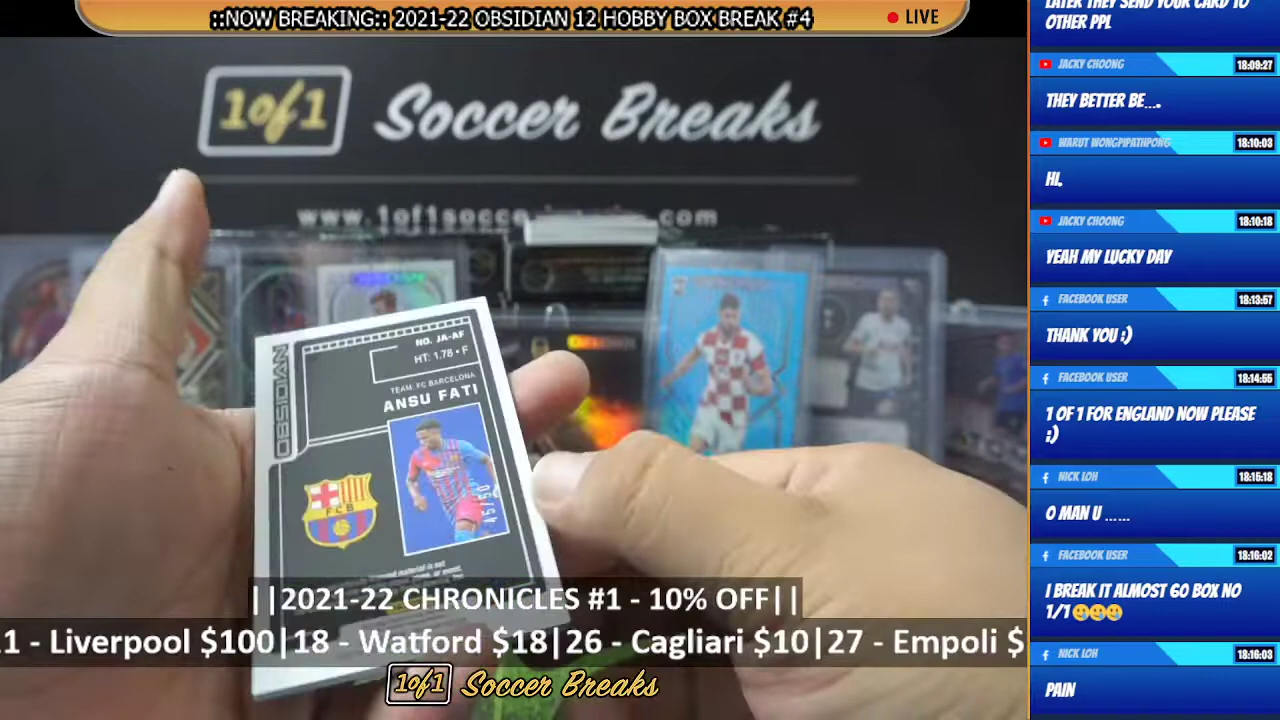 ::NOW BREAKING:: 2021-22 OBSIDIAN 12 HOBBY BOX BREAK #4
LIVE
1of1 Soccer Breaks
OBSIDIAN
NO. JA-AF
HT: 1.78 • F
TEAM: FC BARCELONA
ANSU FATI
FCB
45/50
||2021-22 CHRONICLES #1 - 10% OFF||
1 - Liverpool $100|18 - Watford $18|26 - Cagliari $10|27 - Empoli $
1of1 Soccer Breaks
LATER THEY SEND YOUR CARD TO
OTHER PPL
JACKY CHOONG 18:09:27
THEY BETTER BE....
WARUT WONGPIPATHPONG 18:10:03
HI,
JACKY CHOONG 18:10:18
YEAH MY LUCKY DAY
FACEBOOK USER 18:13:57
THANK YOU :)
FACEBOOK USER 18:14:55
1 OF 1 FOR ENGLAND NOW PLEASE
:)
NICK LOH 18:15:18
O MAN U ......
FACEBOOK USER 18:16:02
I BREAK IT ALMOST 60 BOX NO
1/1😅😅😅
NICK LOH 18:16:03
PAIN